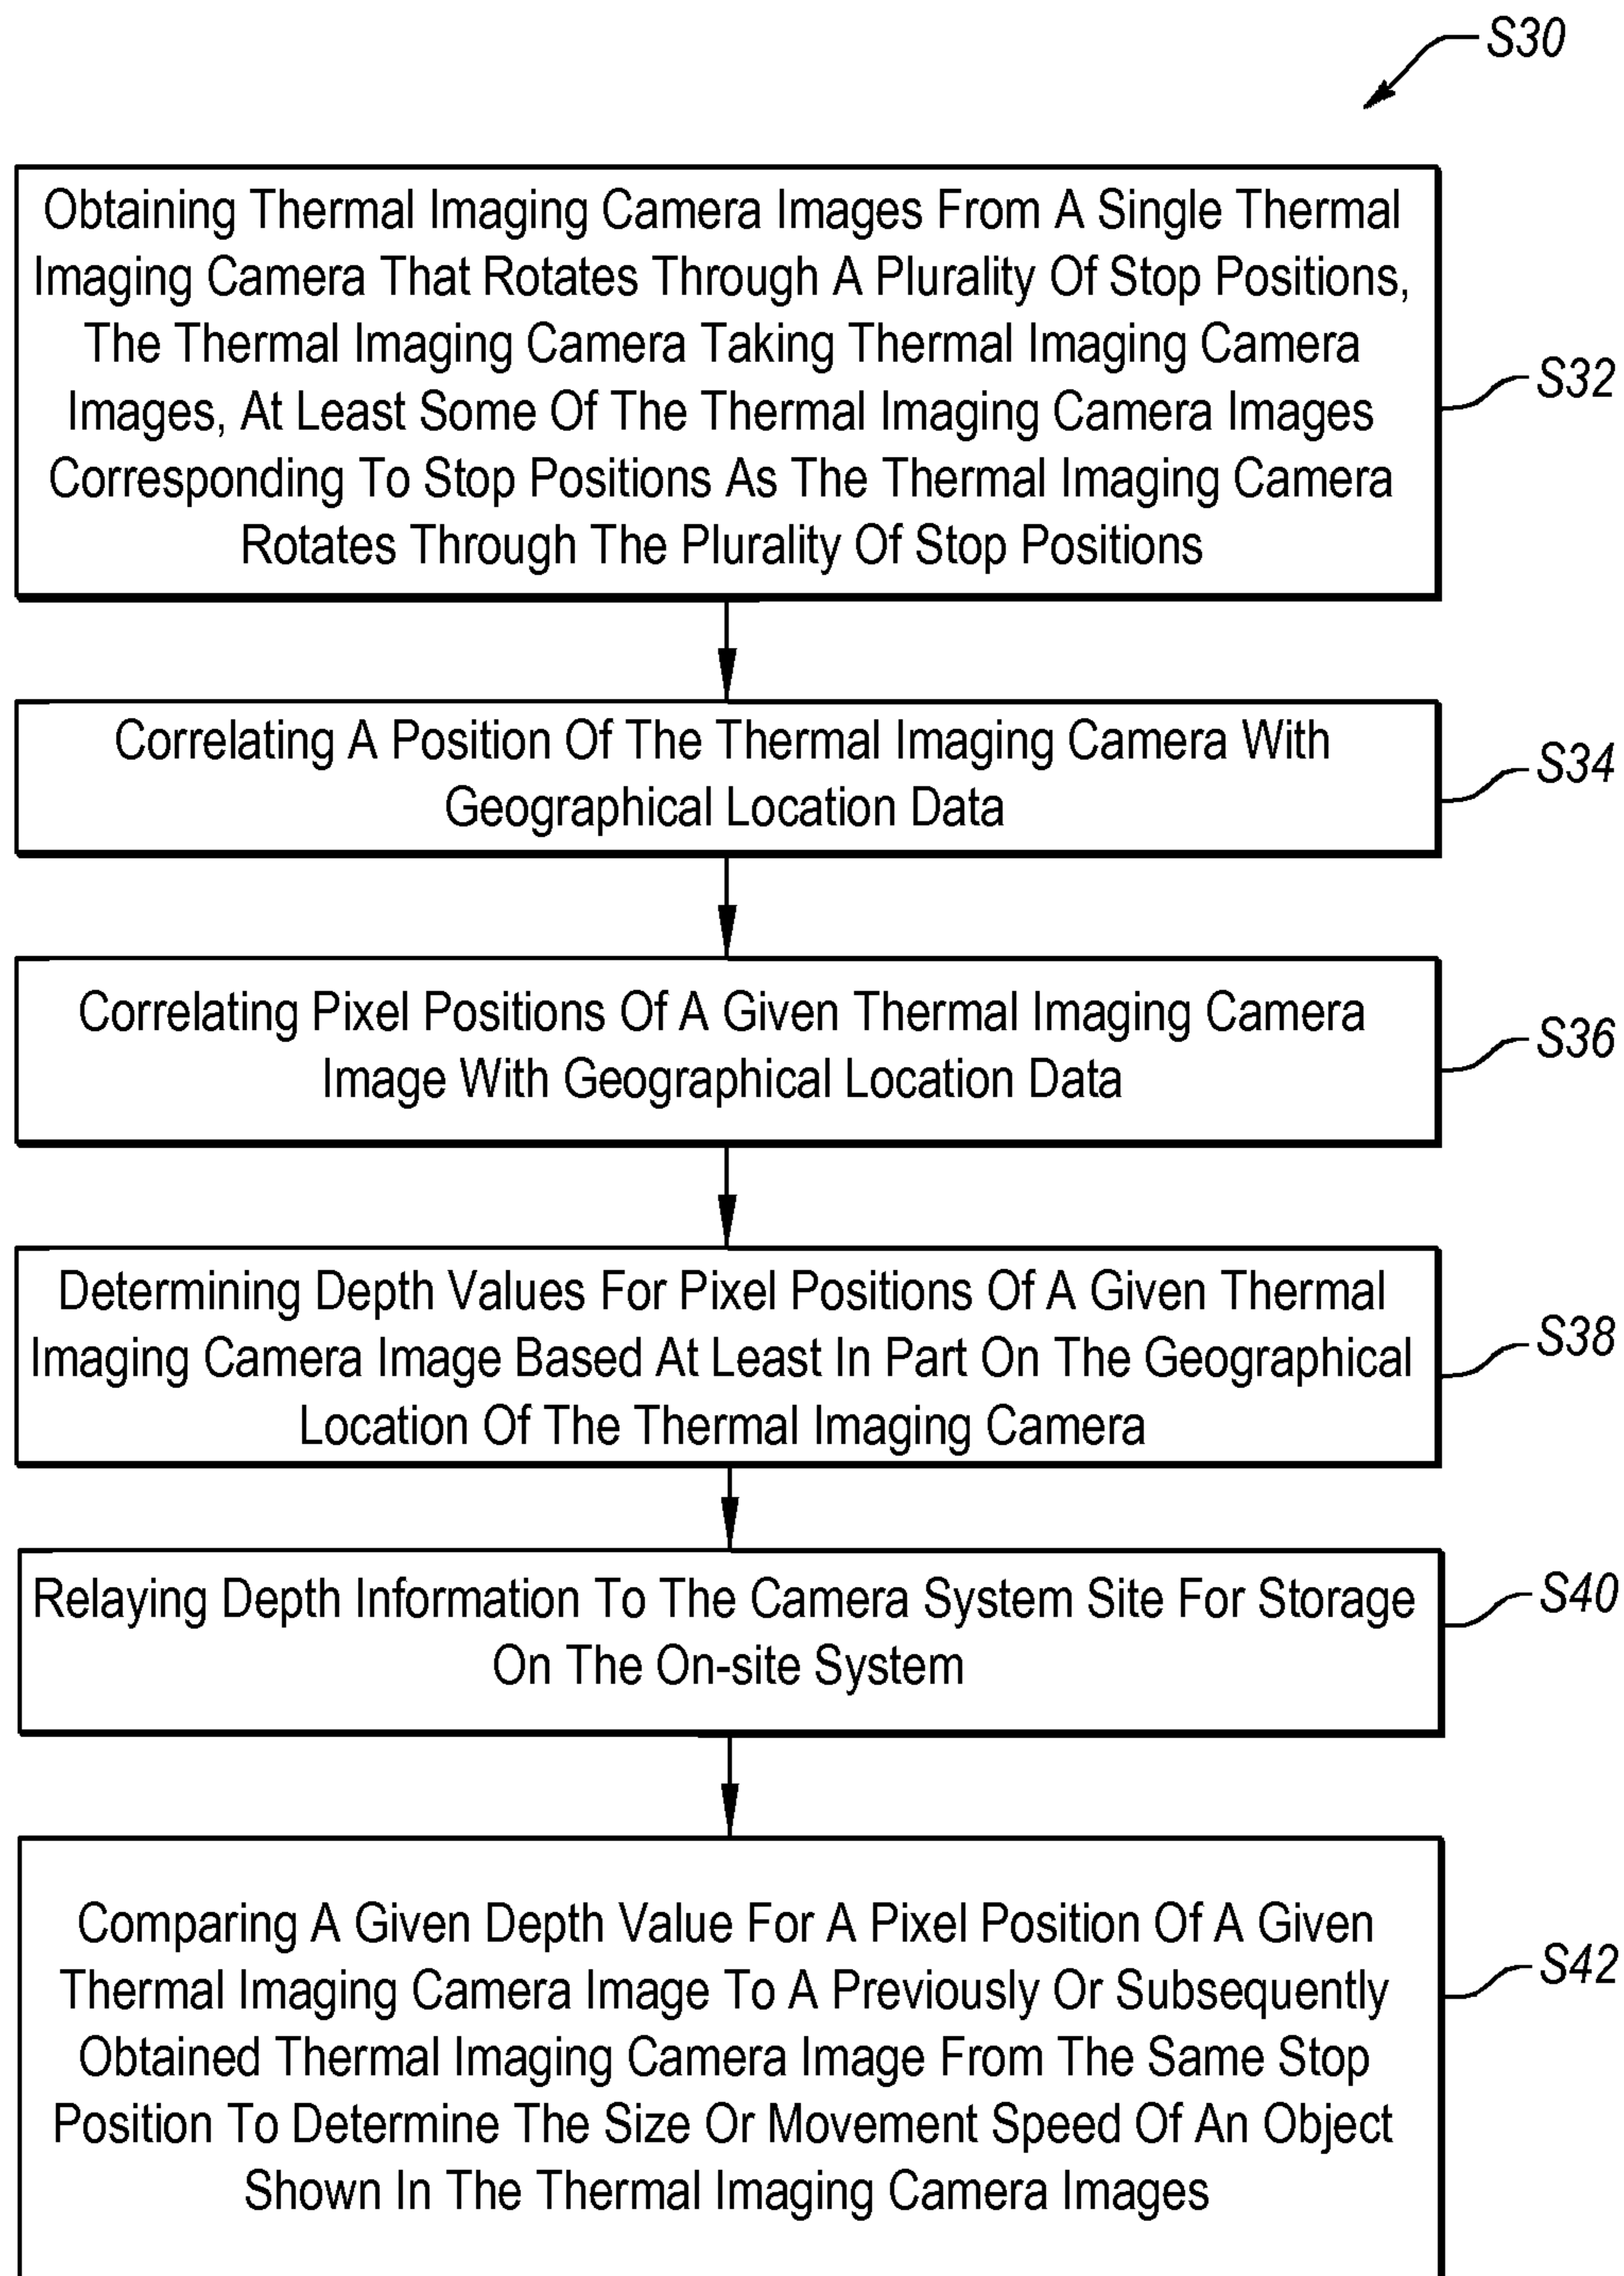 S30
Obtaining Thermal Imaging Camera Images From A Single Thermal
Imaging Camera That Rotates Through A Plurality Of Stop Positions,
The Thermal Imaging Camera Taking Thermal Imaging Camera
Images, At Least Some Of The Thermal Imaging Camera Images
Corresponding To Stop Positions As The Thermal Imaging Camera
Rotates Through The Plurality Of Stop Positions
S32
Correlating A Position Of The Thermal Imaging Camera With
Geographical Location Data
S34
Correlating Pixel Positions Of A Given Thermal Imaging Camera
Image With Geographical Location Data
S36
Determining Depth Values For Pixel Positions Of A Given Thermal
Imaging Camera Image Based At Least In Part On The Geographical
Location Of The Thermal Imaging Camera
S38
Relaying Depth Information To The Camera System Site For Storage
On The On-site System
S40
Comparing A Given Depth Value For A Pixel Position Of A Given
Thermal Imaging Camera Image To A Previously Or Subsequently
Obtained Thermal Imaging Camera Image From The Same Stop
Position To Determine The Size Or Movement Speed Of An Object
Shown In The Thermal Imaging Camera Images
S42